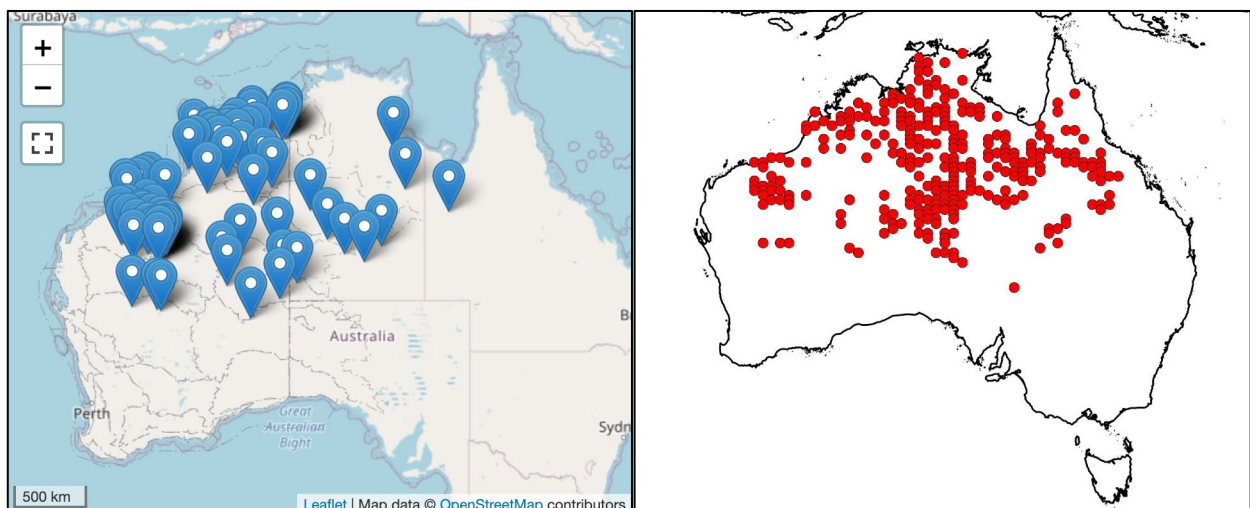 Surabaya
+
−
Australia
Perth
Great
Australian
Bight
Sydn
500 km
Leaflet | Map data © OpenStreetMap contributors